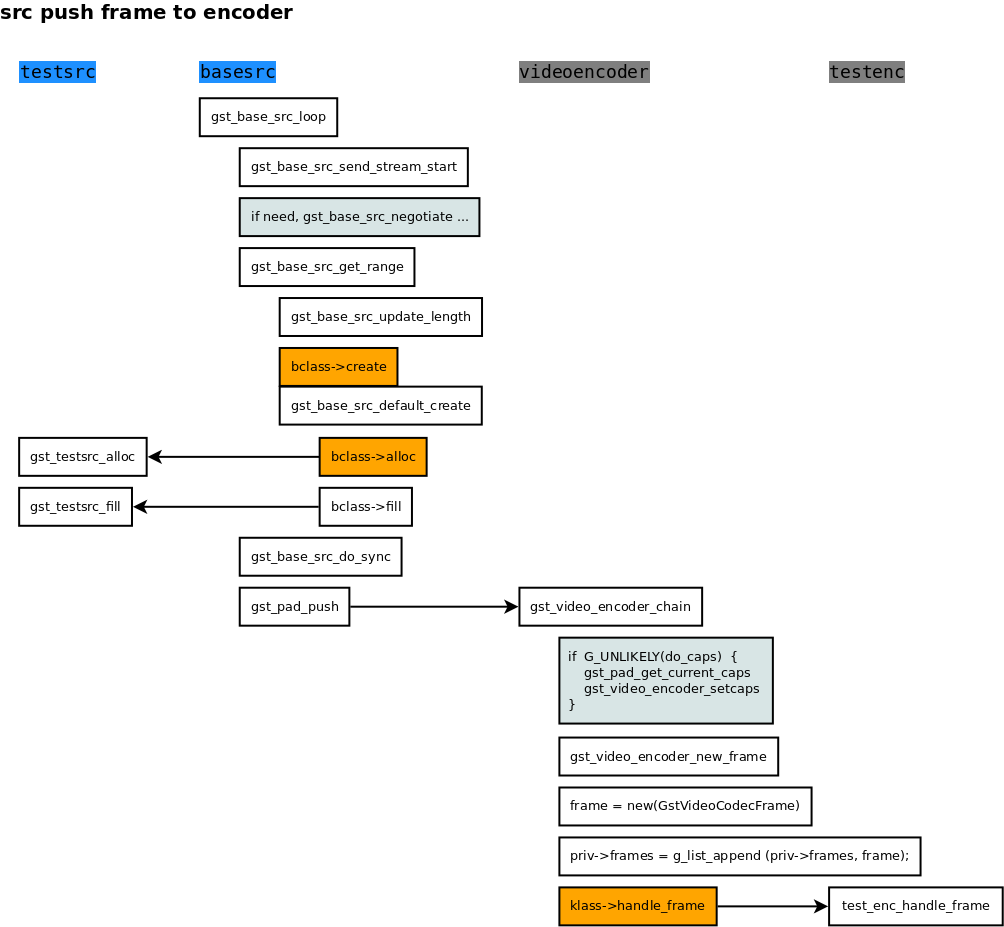 src push frame to encoder
testsrc basesrc videoencoder testenc
gst_base_src_loop
gst_base_src_send_stream_start
if need, gst_base_src_negotiate ...
gst_base_src_get_range
gst_base_src_update_length
bclass->create
gst_base_src_default_create
gst_testsrc_alloc bclass->alloc
gst_testsrc_fill bclass->fill
gst_base_src_do_sync
gst_pad_push gst_video_encoder_chain
if G_UNLIKELY(do_caps) {
gst_pad_get_current_caps
gst_video_encoder_setcaps
}
gst_video_encoder_new_frame
frame = new(GstVideoCodecFrame)
priv->frames = g_list_append (priv->frames, frame);
klass->handle_frame test_enc_handle_frame